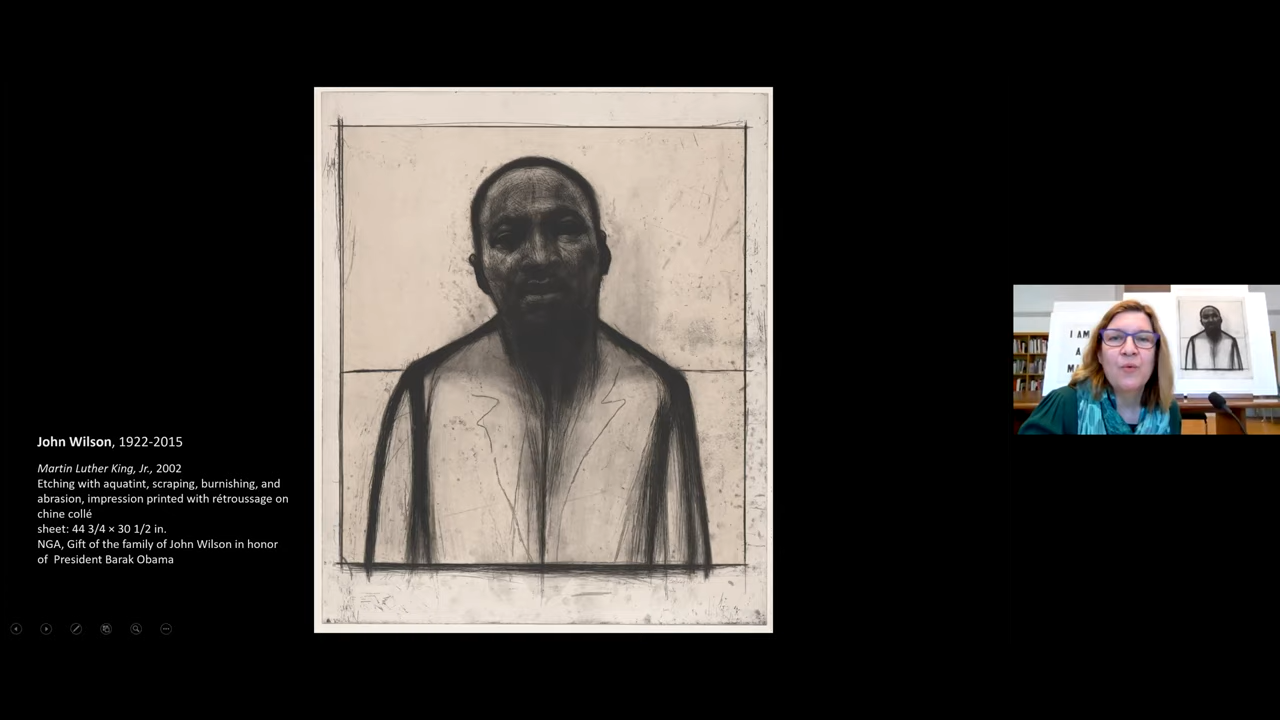 John Wilson, 1922-2015
Martin Luther King, Jr., 2002
Etching with aquatint, scraping, burnishing, and
abrasion, impression printed with rétroussage on
chine collé
sheet: 44 3/4 × 30 1/2 in.
NGA, Gift of the family of John Wilson in honor
of President Barak Obama
I AM
A